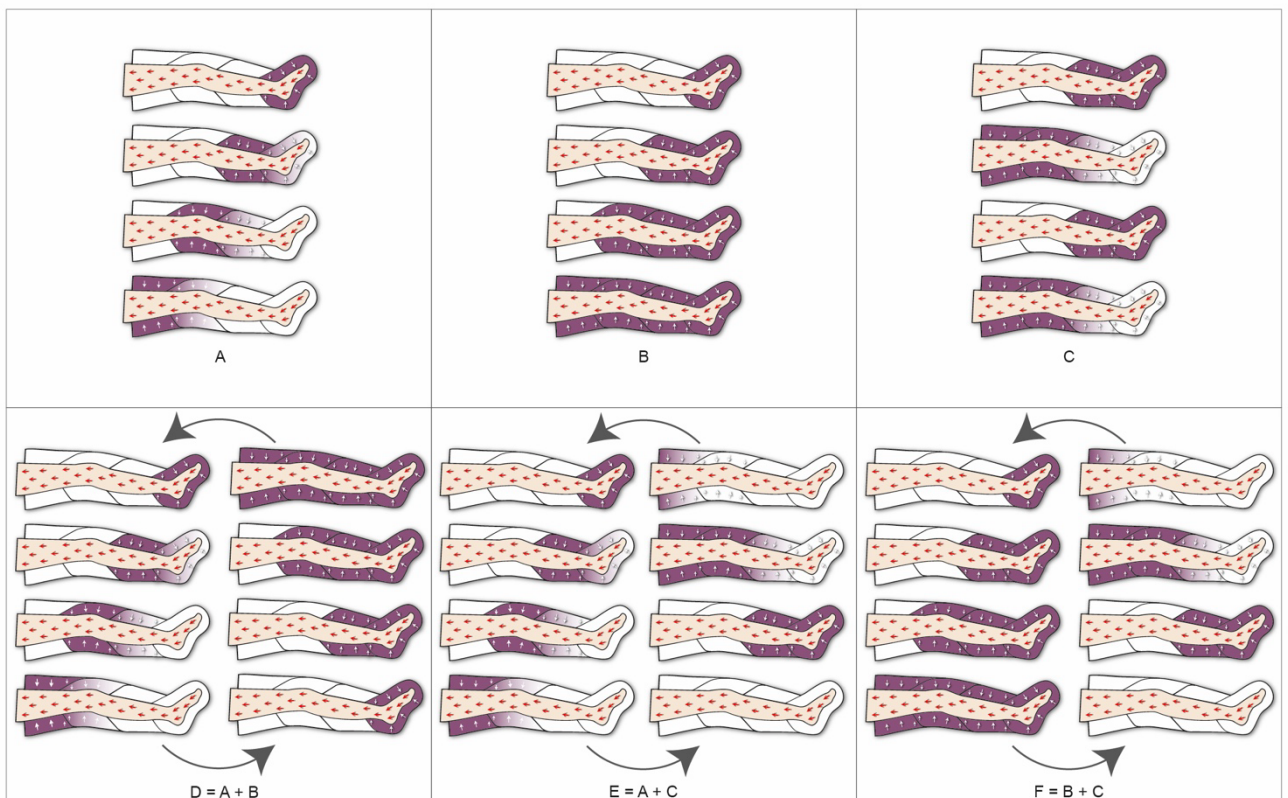 A
B
C
D = A + B
E = A + C
F = B + C